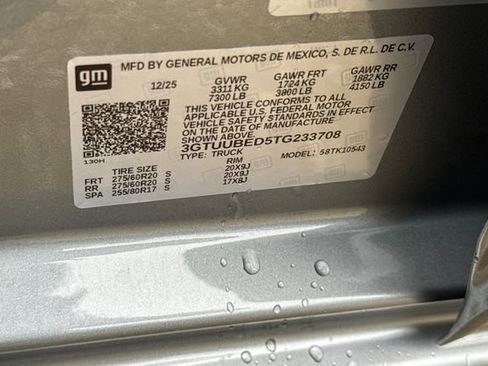 gm
MFD BY GENERAL MOTORS DE MEXICO, S. DE R.L. DE C.V.
12/25 GVWR GAWR FRT GAWR RR
3311 KG 1724 KG 1882 KG
7300 LB 3800 LB 4150 LB
THIS VEHICLE CONFORMS TO ALL
APPLICABLE U.S. FEDERAL MOTOR
VEHICLE SAFETY STANDARDS IN EFFECT
ON THE DATE OF MANUFACTURE
SHOWN ABOVE.
3GTUUBED5TG233708
TYPE: TRUCK MODEL: 58TK10543
130H
TIRE SIZE RIM
FRT 275/60R20 S 20X9J
RR 275/60R20 S 20X9J
SPA 255/80R17 S 17X8J